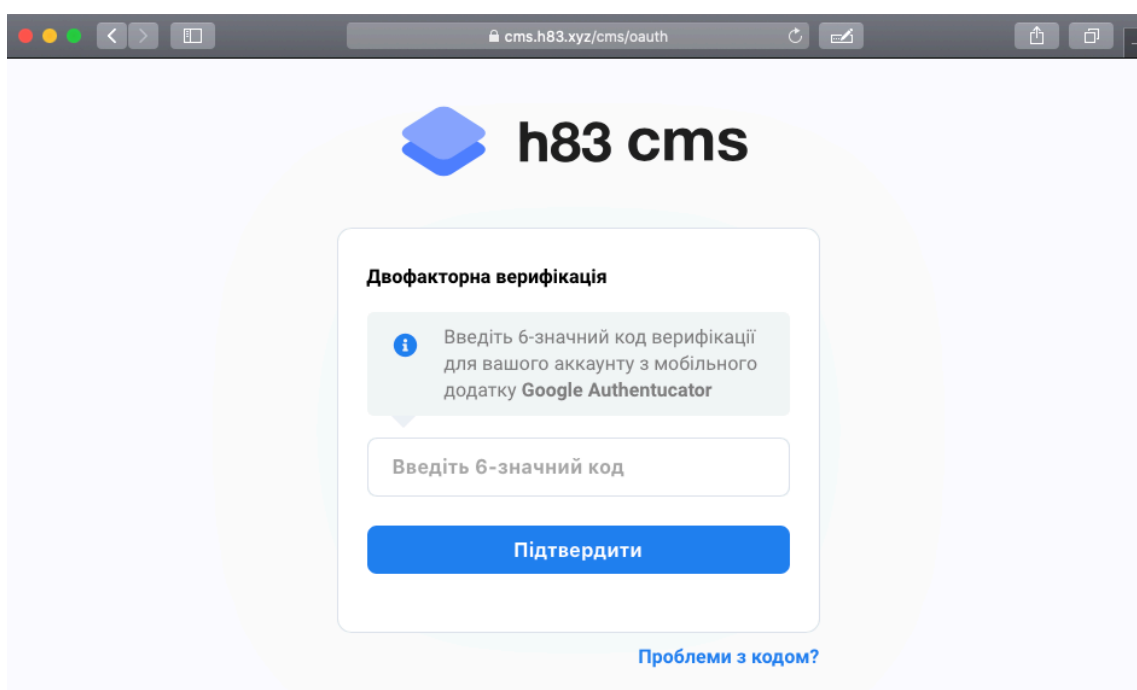 cms.h83.xyz/cms/oauth
h83 cms
Двофакторна верифікація
Введіть 6-значний код верифікації
для вашого аккаунту з мобільного
додатку Google Authentucator
Введіть 6-значний код
Підтвердити
Проблеми з кодом?